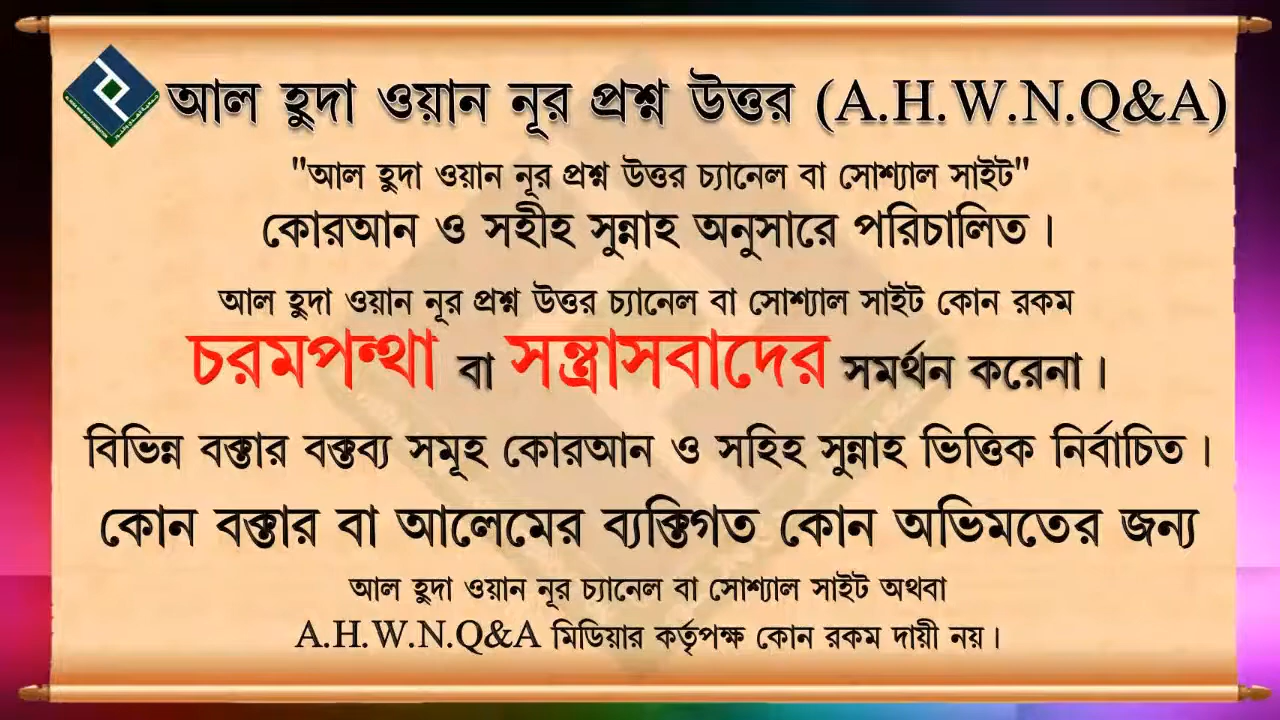 আল হুদা ওয়ান নূর প্রশ্ন উত্তর (A.H.W.N.Q&A)
"আল হুদা ওয়ান নূর প্রশ্ন উত্তর চ্যানেল বা সোশ্যাল সাইট"
কোরআন ও সহীহ সুন্নাহ অনুসারে পরিচালিত।
আল হুদা ওয়ান নূর প্রশ্ন উত্তর চ্যানেল বা সোশ্যাল সাইট কোন রকম
চরমপন্থা বা সন্ত্রাসবাদের সমর্থন করেনা।
বিভিন্ন বক্তার বক্তব্য সমূহ কোরআন ও সহিহ সুন্নাহ ভিত্তিক নির্বাচিত।
কোন বক্তার বা আলেমের ব্যক্তিগত কোন অভিমতের জন্য
আল হুদা ওয়ান নূর চ্যানেল বা সোশ্যাল সাইট অথবা
A.H.W.N.Q&A মিডিয়ার কর্তৃপক্ষ কোন রকম দায়ী নয়।